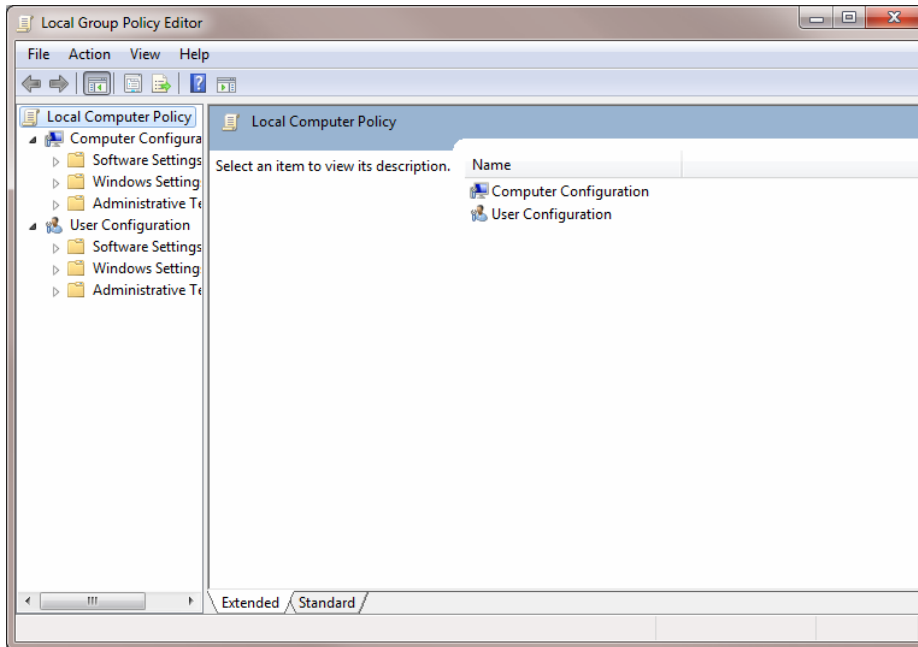 Local Group Policy Editor
File Action View Help
Local Computer Policy
Computer Configura
Software Settings
Windows Setting
Administrative Te
User Configuration
Software Settings
Windows Setting
Administrative Te
Local Computer Policy
Select an item to view its description.
Name
Computer Configuration
User Configuration
Extended Standard